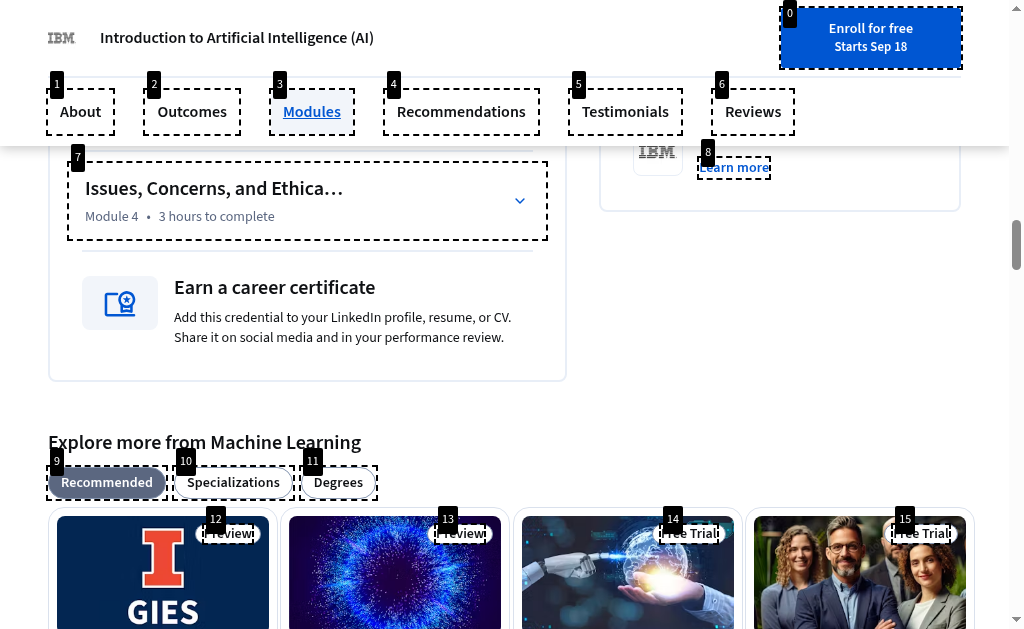 IBM
Introduction to Artificial Intelligence (AI)
0
Enroll for free
Starts Sep 18
1
About
2
Outcomes
3
Modules
4
Recommendations
5
Testimonials
6
Reviews
IBM
8
Learn more
7
Issues, Concerns, and Ethica...
Module 4 • 3 hours to complete
Earn a career certificate
Add this credential to your LinkedIn profile, resume, or CV.
Share it on social media and in your performance review.
Explore more from Machine Learning
9
Recommended
10
Specializations
11
Degrees
12
Preview
13
Preview
14
Free Trial
15
Free Trial
I
GIES